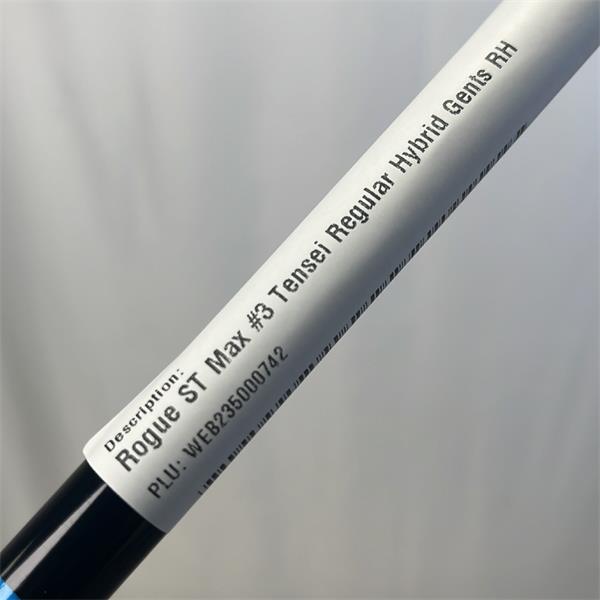 Description:
Rogue ST Max #3 Tensei Regular Hybrid Gents RH
PLU: WEB235000742